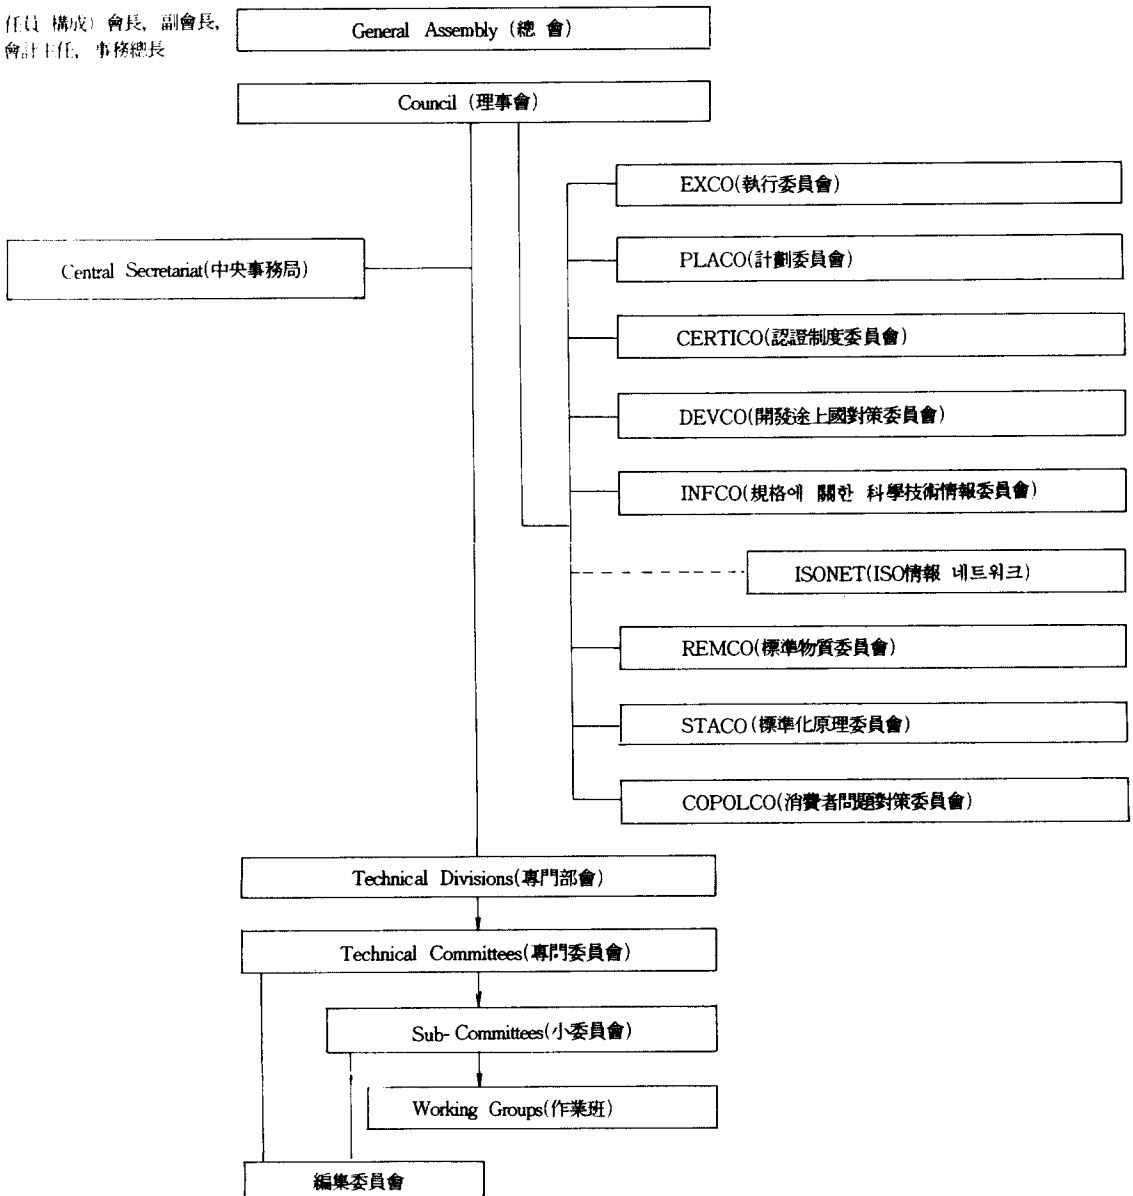 任員 構成) 會長, 副會長,
會計主任, 事務總長
General Assembly (總 會)
Council (理事會)
EXCO(執行委員會)
Central Secretariat(中央事務局)
PLACO(計劃委員會)
CERTICO(認證制度委員會)
DEVCO(開發途上國對策委員會)
INFCO(規格에 關한 科學技術情報委員會)
ISONET(ISO情報 네트워크)
REMCO(標準物質委員會)
STACO(標準化原理委員會)
COPOLCO(消費者問題對策委員會)
Technical Divisions(專門部會)
Technical Committees(專門委員會)
Sub-Committees(小委員會)
Working Groups(作業班)
編集委員會